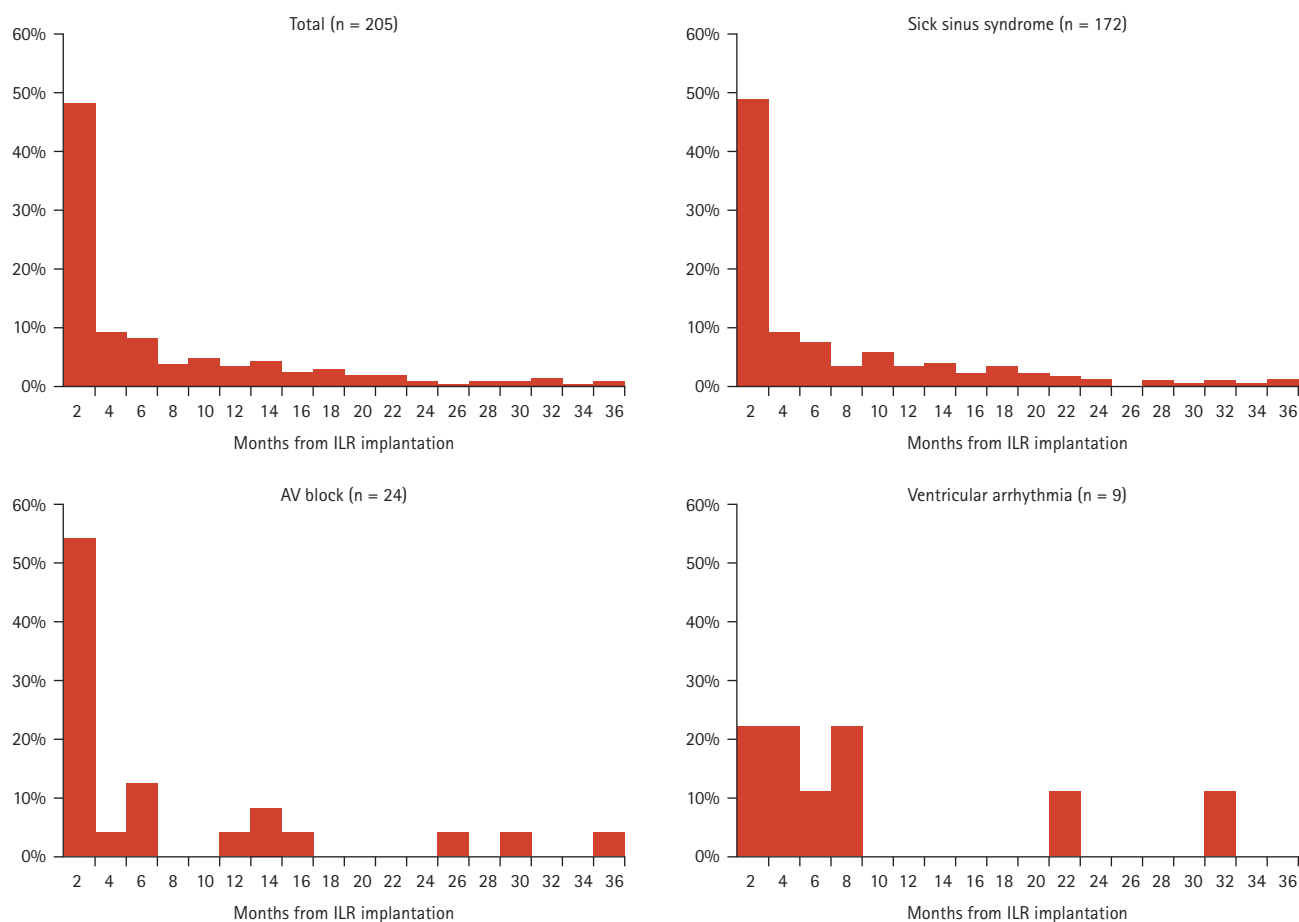 Total (n = 205)
60%
50%
40%
30%
20%
10%
0%
2 4 6 8 10 12 14 16 18 20 22 24 26 28 30 32 34 36
Months from ILR implantation
Sick sinus syndrome (n = 172)
60%
50%
40%
30%
20%
10%
0%
2 4 6 8 10 12 14 16 18 20 22 24 26 28 30 32 34 36
Months from ILR implantation
AV block (n = 24)
60%
50%
40%
30%
20%
10%
0%
2 4 6 8 10 12 14 16 18 20 22 24 26 28 30 32 34 36
Months from ILR implantation
Ventricular arrhythmia (n = 9)
60%
50%
40%
30%
20%
10%
0%
2 4 6 8 10 12 14 16 18 20 22 24 26 28 30 32 34 36
Months from ILR implantation